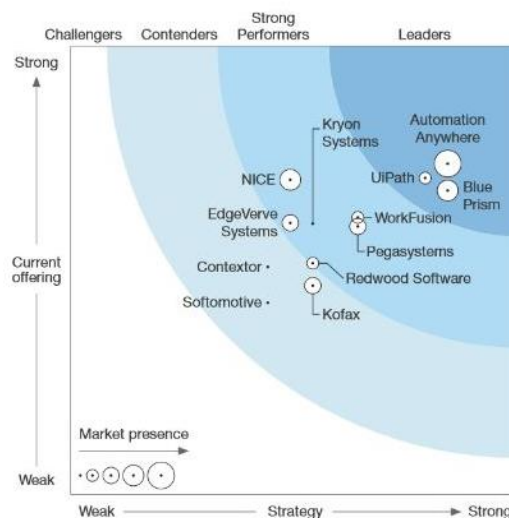 Challengers
Contenders
Strong
Performers
Leaders
Strong
Current
offering
Weak
Automation
Anywhere
Kryon
Systems
UiPath
NICE
Blue
Prism
EdgeVerve
Systems
WorkFusion
Pegasystems
Contextor
Redwood Software
Softomotive
Kofax
Market presence
Weak
Strategy
Strong